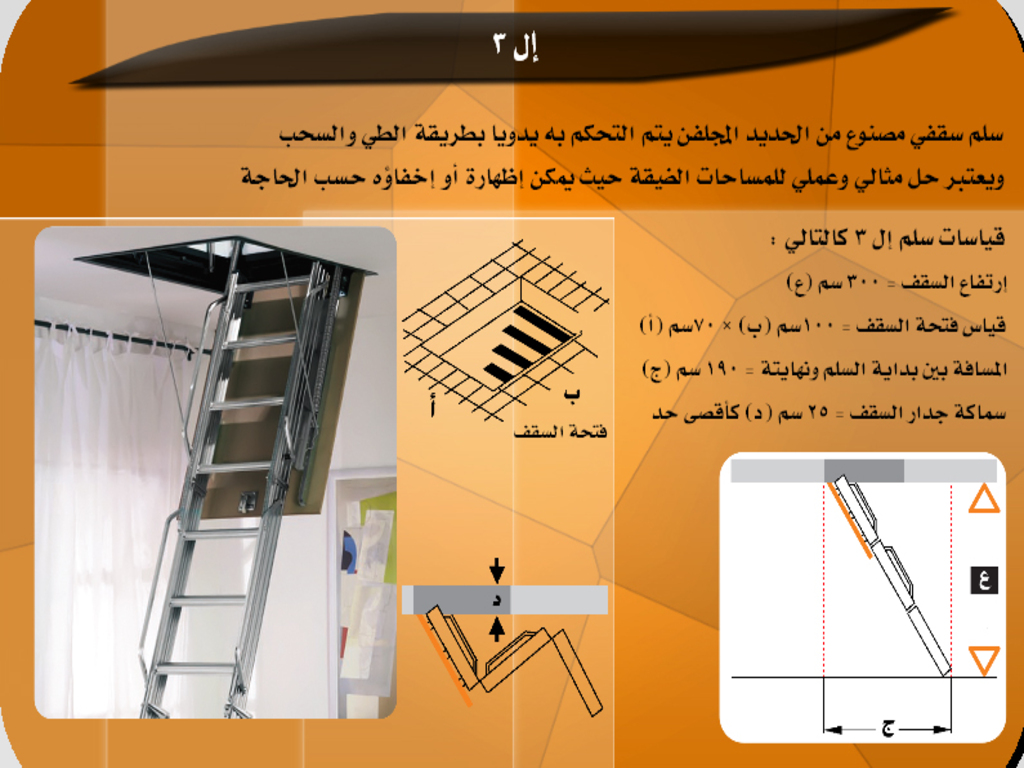 إل ٣
سلم سقفي مصنوع من الحديد المجلفن يتم التحكم به يدويا بطريقة الطي والسحب
ويعتبر حل مثالي وعملي للمساحات الضيقة حيث يمكن إظهارة أو إخفاؤه حسب الحاجة
قياسات سلم إل ٣ كالتالي :
إرتفاع السقف = ٣٠٠ سم (ع)
قياس فتحة السقف = ١٠٠سم (ب) × ٧٠سم (أ)
المسافة بين بداية السلم ونهايتة = ١٩٠ سم (ج)
سماكة جدار السقف = ٢٥ سم (د) كأقصى حد
ب
أ
فتحة السقف
د
ع
ج